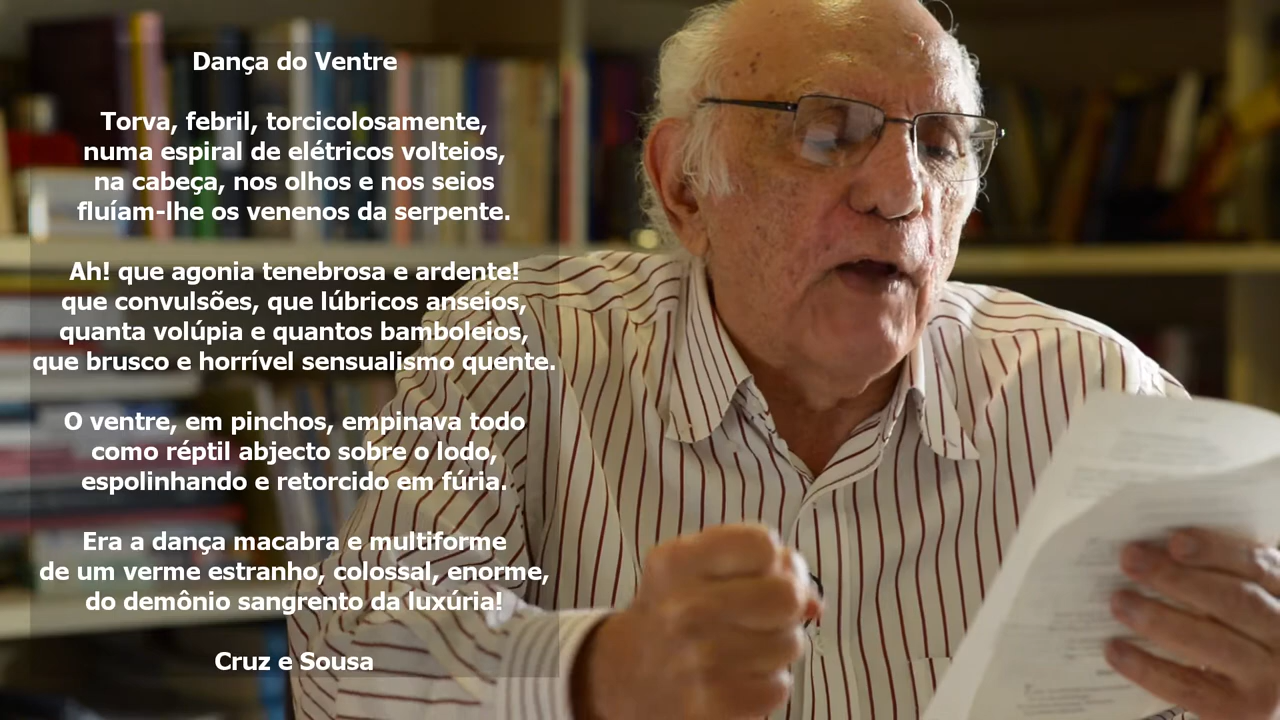 Dança do Ventre
Torva, febril, torcicolosamente,
numa espiral de elétricos volteios,
na cabeça, nos olhos e nos seios
fluíam-lhe os venenos da serpente.
Ah! que agonia tenebrosa e ardente!
que convulsões, que lúbricos anseios,
quanta volúpia e quantos bamboleios,
que brusco e horrível sensualismo quente.
O ventre, em pinchos, empinava todo
como réptil abjecto sobre o lodo,
espolinhando e retorcido em fúria.
Era a dança macabra e multiforme
de um verme estranho, colossal, enorme,
do demônio sangrento da luxúria!
Cruz e Sousa